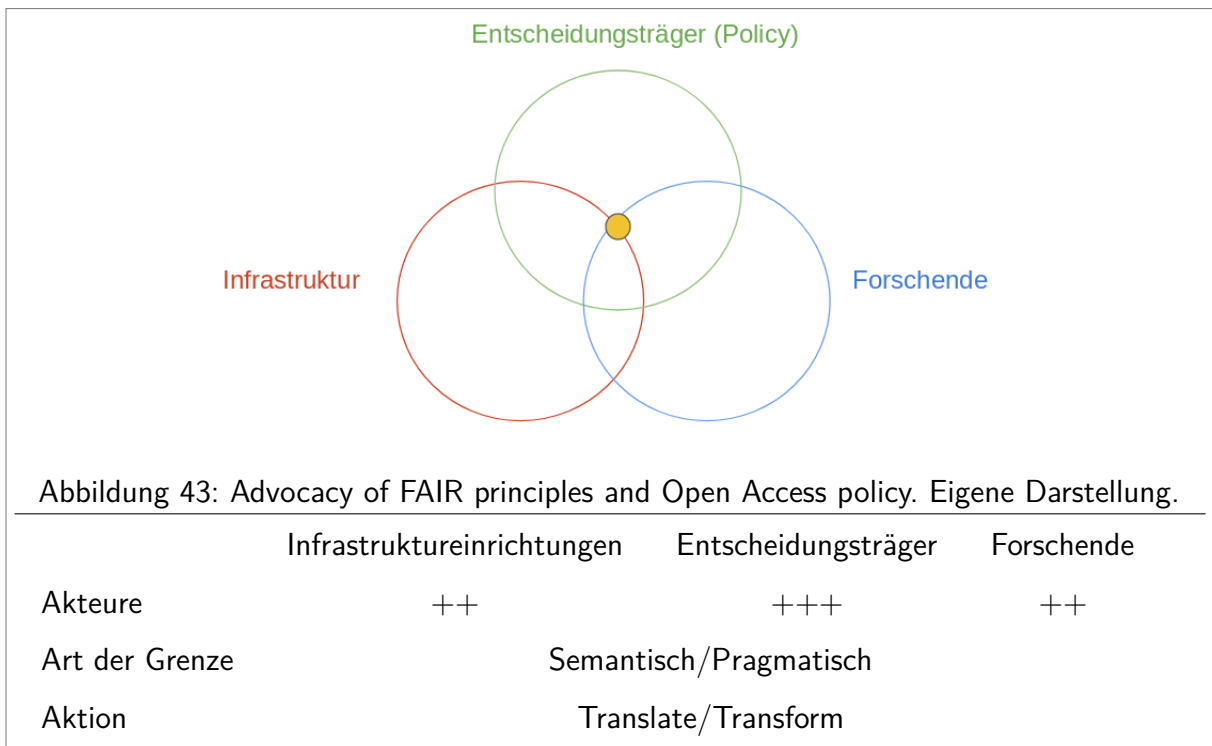 Entscheidungsträger (Policy)
Infrastruktur
Forschende
Abbildung 43: Advocacy of FAIR principles and Open Access policy. Eigene Darstellung.
Infrastruktureinrichtungen Entscheidungsträger Forschende
Akteure ++ +++ ++
Art der Grenze Semantisch/Pragmatisch
Aktion Translate/Transform